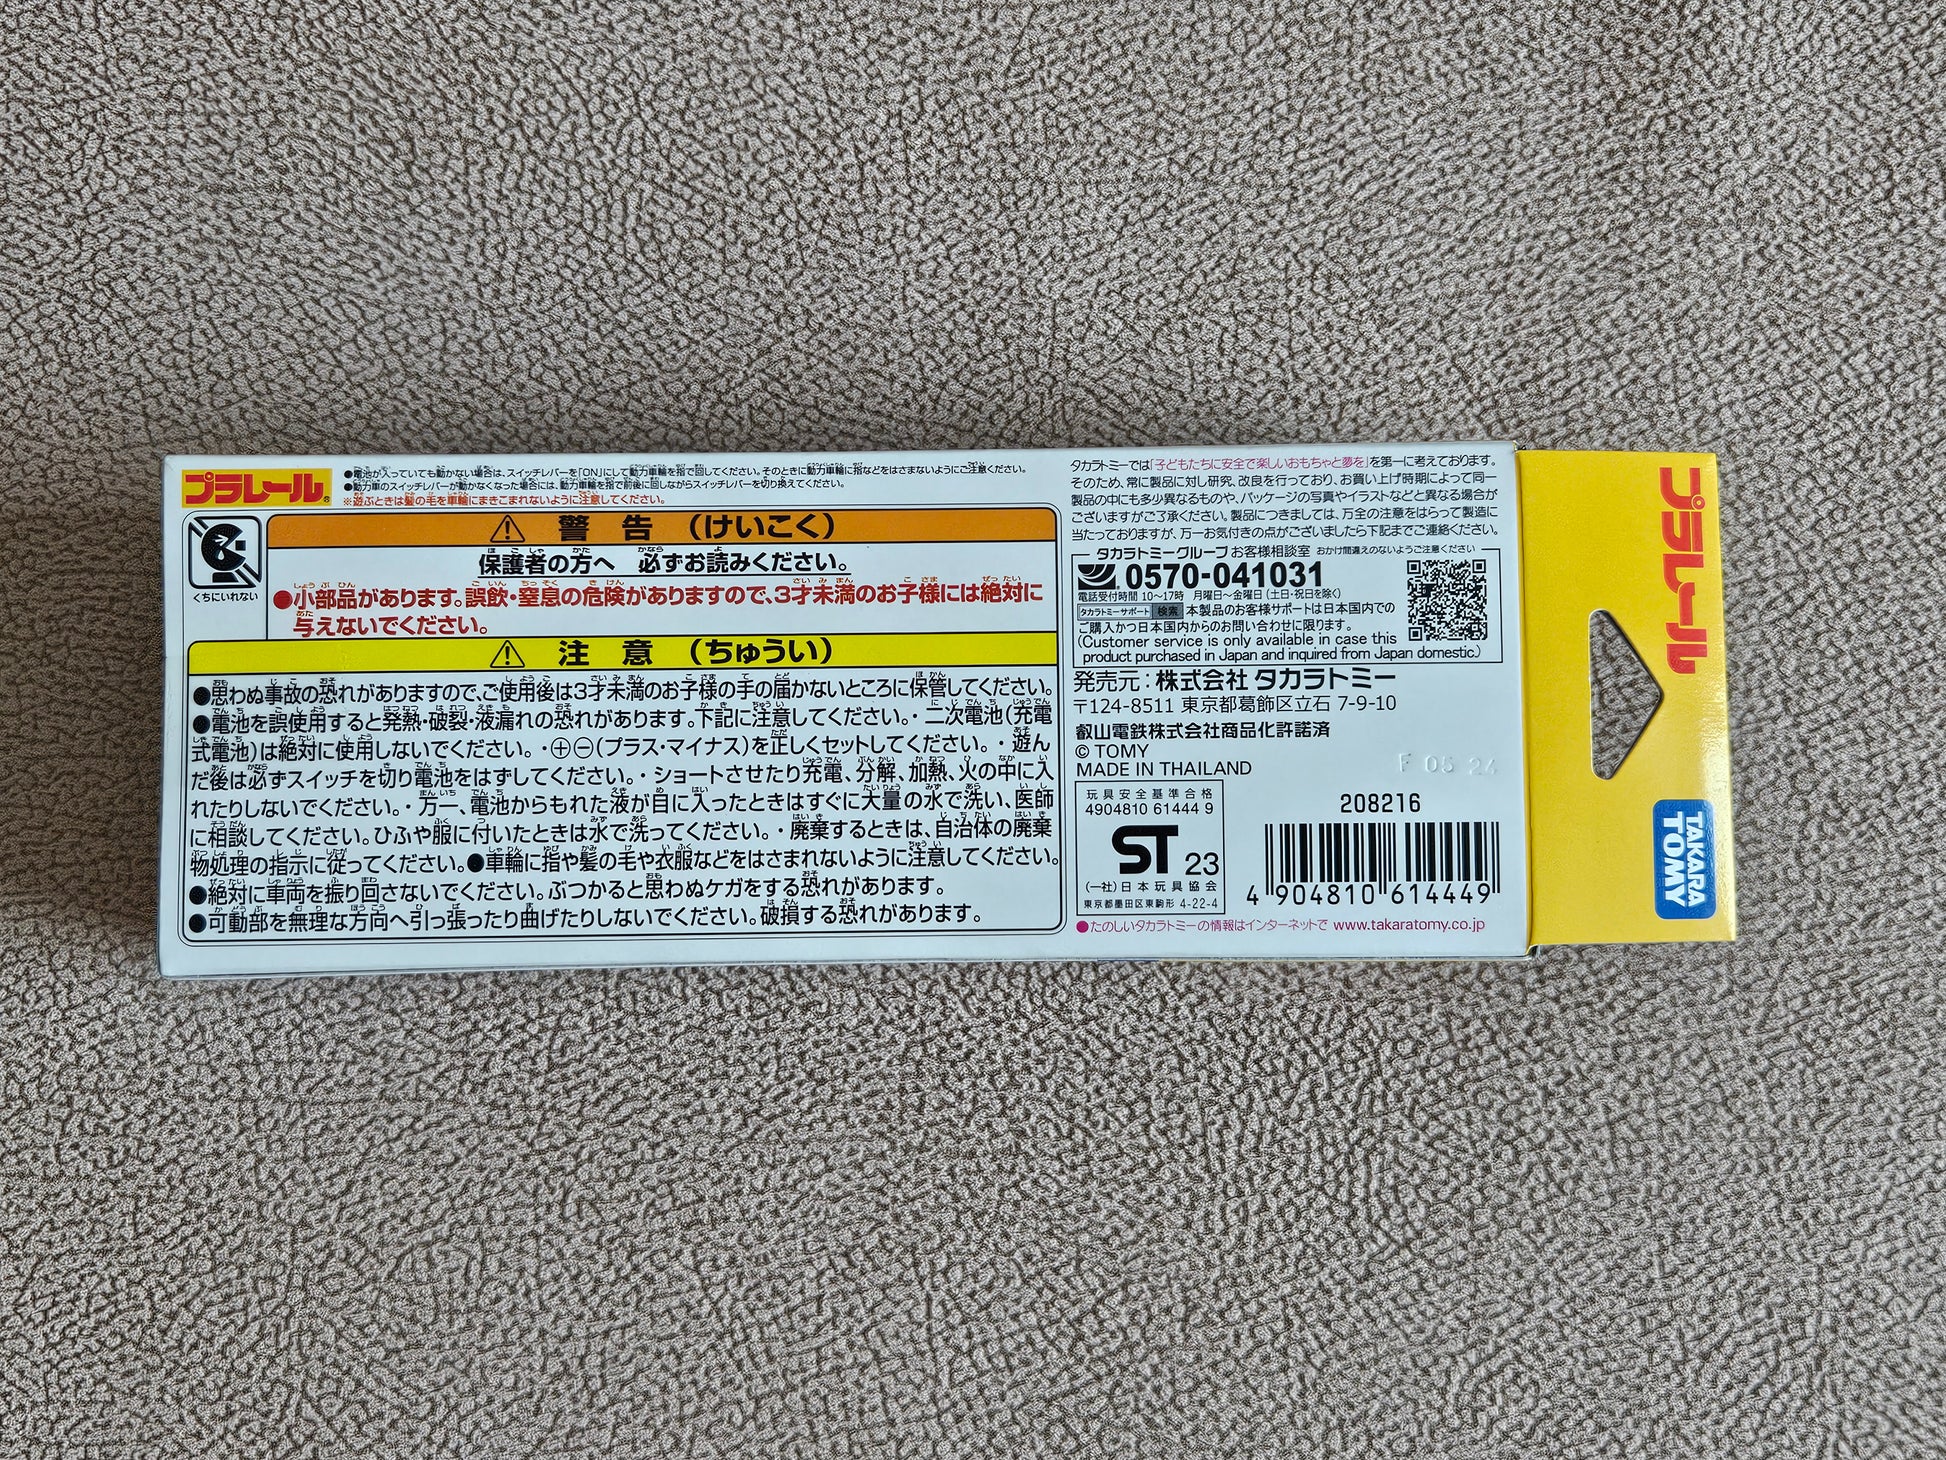 プラレール®
●電池が入っていても動かない場合は、スイッチレバーを「ON」にして動力車輪を指で回してください。そのときに動力車輪に指などをはさまないようにご注意ください。
●動力車のスイッチレバーが動かなくなった場合には、動力車輪を指で前後に回しながらスイッチレバーを切り換えてください。
※遊ぶときは髪の毛を車輪にまきこまれないように注意してください。
くちにいれない
警告（けいこく）
保護者の方へ 必ずお読みください。
●小部品があります。誤飲・窒息の危険がありますので、3才未満のお子様には絶対に
与えないでください。
注意（ちゅうい）
●思わぬ事故の恐れがありますので、ご使用後は3才未満のお子様の手の届かないところに保管してください。
●電池を誤使用すると発熱・破裂・液漏れの恐れがあります。下記に注意してください。・二次電池（充電
式電池）は絶対に使用しないでください。・⊕⊖（プラス・マイナス）を正しくセットしてください。・遊ん
だ後は必ずスイッチを切り電池をはずしてください。・ショートさせたり充電、分解、加熱、火の中に入
れたりしないでください。・万一、電池からもれた液が目に入ったときはすぐに大量の水で洗い、医師
に相談してください。ひふや服に付いたときは水で洗ってください。・廃棄するときは、自治体の廃棄
物処理の指示に従ってください。●車輪に指や髪の毛や衣服などをはさまれないように注意してください。
●絶対に車両を振り回さないでください。ぶつかると思わぬケガをする恐れがあります。
●可動部を無理な方向へ引っ張ったり曲げたりしないでください。破損する恐れがあります。
タカラトミーでは「子どもたちに安全で楽しいおもちゃと夢を」を第一に考えております。
そのため、常に製品に対し研究、改良を行っており、お買い上げ時期によって同一
製品の中にも多少異なるものや、パッケージの写真やイラストなどと異なる場合が
ございますがご了承ください。製品につきましては、万全の注意をはらって製造に
当たっておりますが、万一お気付きの点がございましたら下記までご連絡ください。
タカラトミーグループ お客様相談室 おかけ間違えのないようご注意ください
0570-041031
電話受付時間 10〜17時 月曜日〜金曜日（土日・祝日を除く）
タカラトミーサポート 検索 本製品のお客様サポートは日本国内での
ご購入かつ日本国内からのお問い合わせに限ります。
(Customer service is only available in case this
product purchased in Japan and inquired from Japan domestic.)
発売元：株式会社 タカラトミー
〒124-8511 東京都葛飾区立石 7-9-10
叡山電鉄株式会社商品化許諾済
© TOMY
MADE IN THAILAND
F 05 24
玩具安全基準合格
4904810 61444 9
ST 23
(一社)日本玩具協会
東京都墨田区東駒形 4-22-4
208216
4 904810 614449
●たのしいタカラトミーの情報はインターネットで www.takaratomy.co.jp
プラレール
TAKARA
TOMY